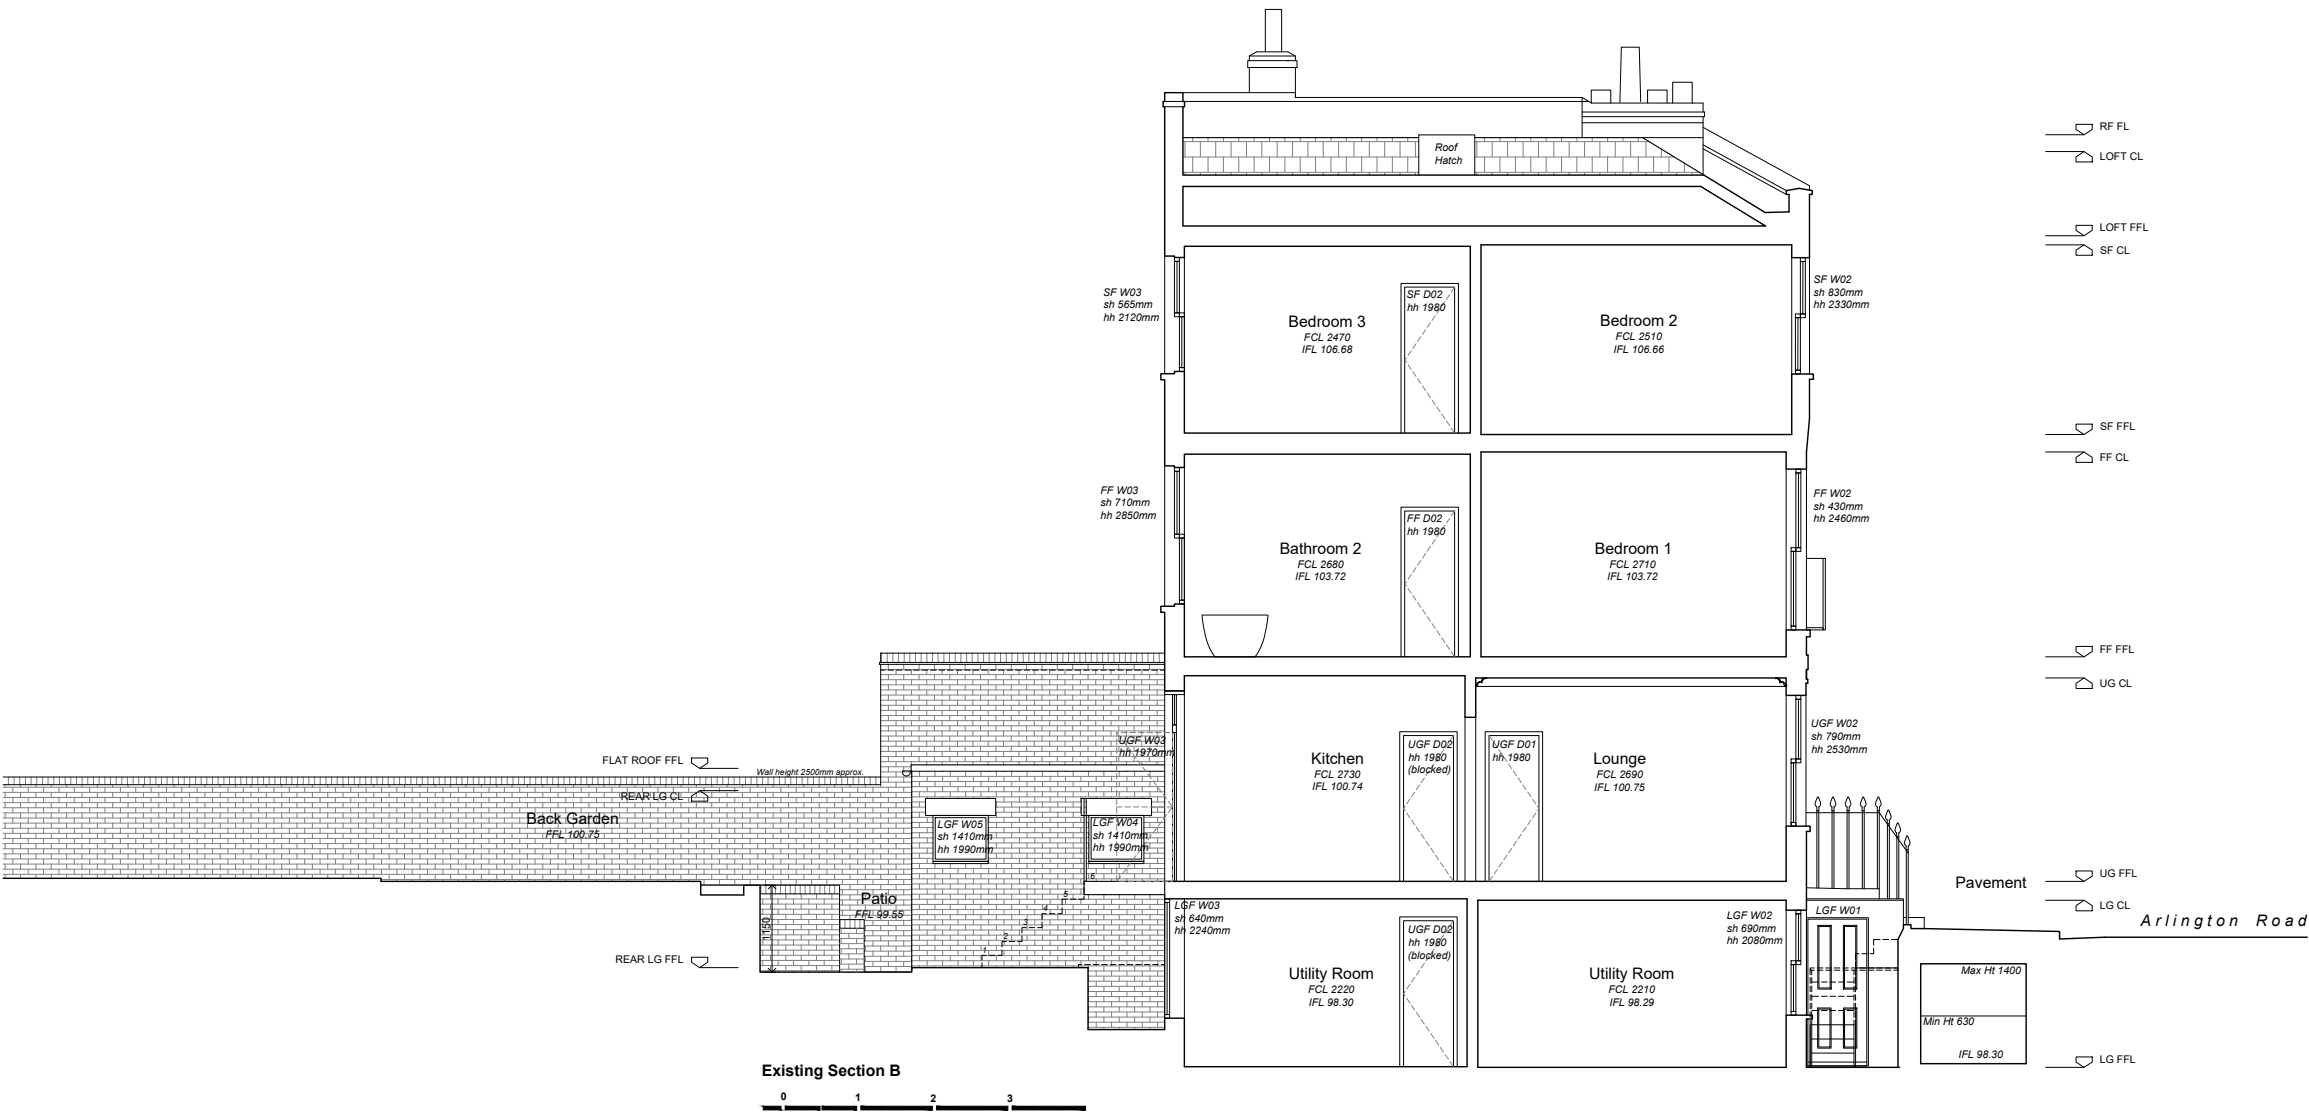 RF FL
LOFT CL
Roof
Hatch
LOFT FFL
SF CL
SF W03
sh 565mm
hh 2120mm
Bedroom 3
FCL 2470
IFL 106.68
SF D02
hh 1980
Bedroom 2
FCL 2510
IFL 106.66
SF W02
sh 830mm
hh 2330mm
SF FFL
FF CL
FF W03
sh 710mm
hh 2850mm
Bathroom 2
FCL 2680
IFL 103.72
FF D02
hh 1980
Bedroom 1
FCL 2710
IFL 103.72
FF W02
sh 430mm
hh 2460mm
FF FFL
UG CL
FLAT ROOF FFL
Wall height 2500mm approx.
REAR LG CL
Back Garden
FFL 100.75
UGF W03
hh 1970mm
LGF W05
sh 1410mm
hh 1990mm
LGF W04
sh 1410mm
hh 1990mm
Kitchen
FCL 2730
IFL 100.74
UGF D02
hh 1980
(blocked)
UGF D01
hh 1980
Lounge
FCL 2690
IFL 100.75
UGF W02
sh 790mm
hh 2530mm
Pavement
UG FFL
LG CL
Arlington Road
Patio
FFL 99.55
1150
1
2
3
4
5
6
REAR LG FFL
LGF W03
sh 640mm
hh 2240mm
Utility Room
FCL 2220
IFL 98.30
UGF D02
hh 1980
(blocked)
Utility Room
FCL 2210
IFL 98.29
LGF W02
sh 690mm
hh 2080mm
LGF W01
Max Ht 1400
Min Ht 630
IFL 98.30
LG FFL
Existing Section B
0 1 2 3